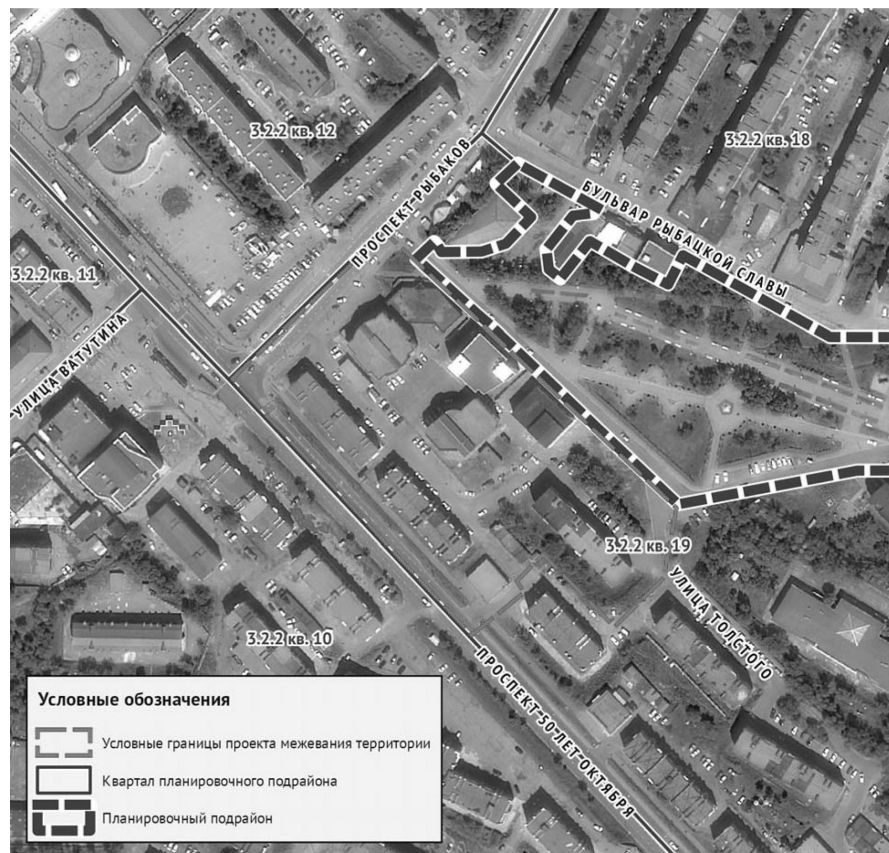 3.2.2 кв. 12
3.2.2 кв. 18
ПРОСПЕКТ РЫБАКОВ
БУЛЬВАР РЫБАЦКОЙ СЛАВЫ
3.2.2 кв. 11
УЛИЦА ВАТУТИНА
3.2.2 кв. 19
УЛИЦА ТОЛСТОГО
3.2.2 кв. 10
ПРОСПЕКТ 50 ЛЕТ ОКТЯБРЯ
Условные обозначения
Условные границы проекта межевания территории
Квартал планировочного подрайона
Планировочный подрайон